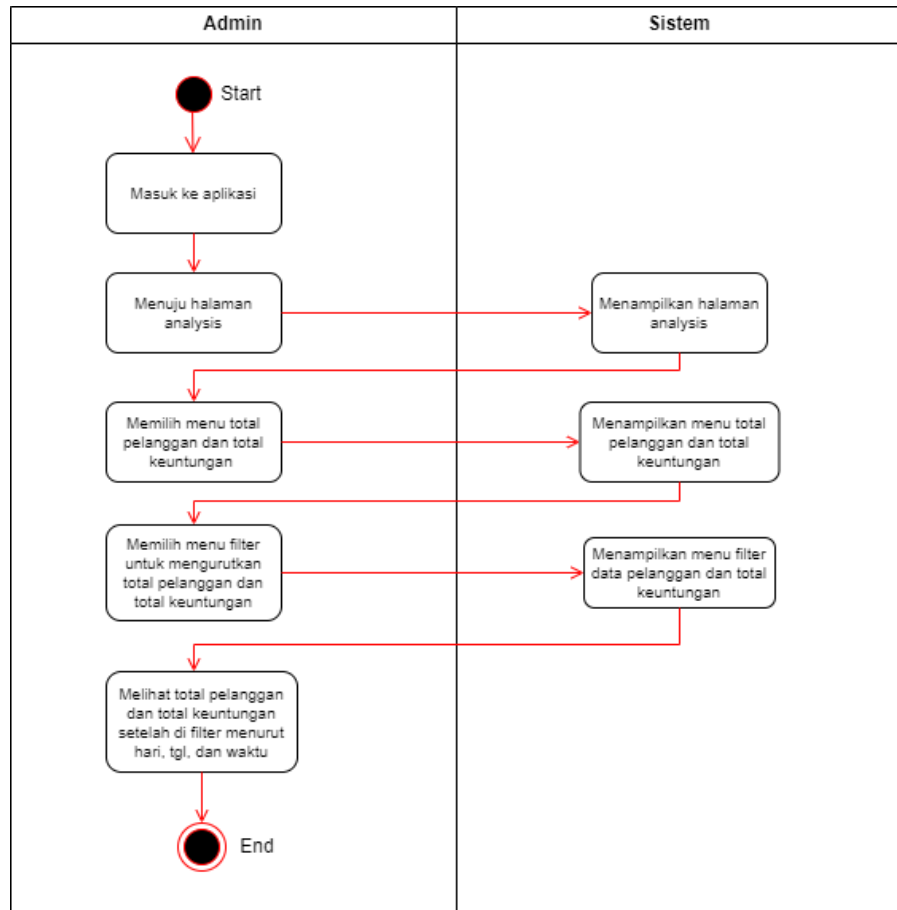 Admin
Sistem
Start
Masuk ke aplikasi
Menuju halaman
analysis
Menampilkan halaman
analysis
Memilih menu total
pelanggan dan total
keuntungan
Menampilkan menu total
pelanggan dan total
keuntungan
Memilih menu filter
untuk mengurutkan
total pelanggan dan
total keuntungan
Menampilkan menu filter
data pelanggan dan total
keuntungan
Melihat total pelanggan
dan total keuntungan
setelah di filter menurut
hari, tgl, dan waktu
End